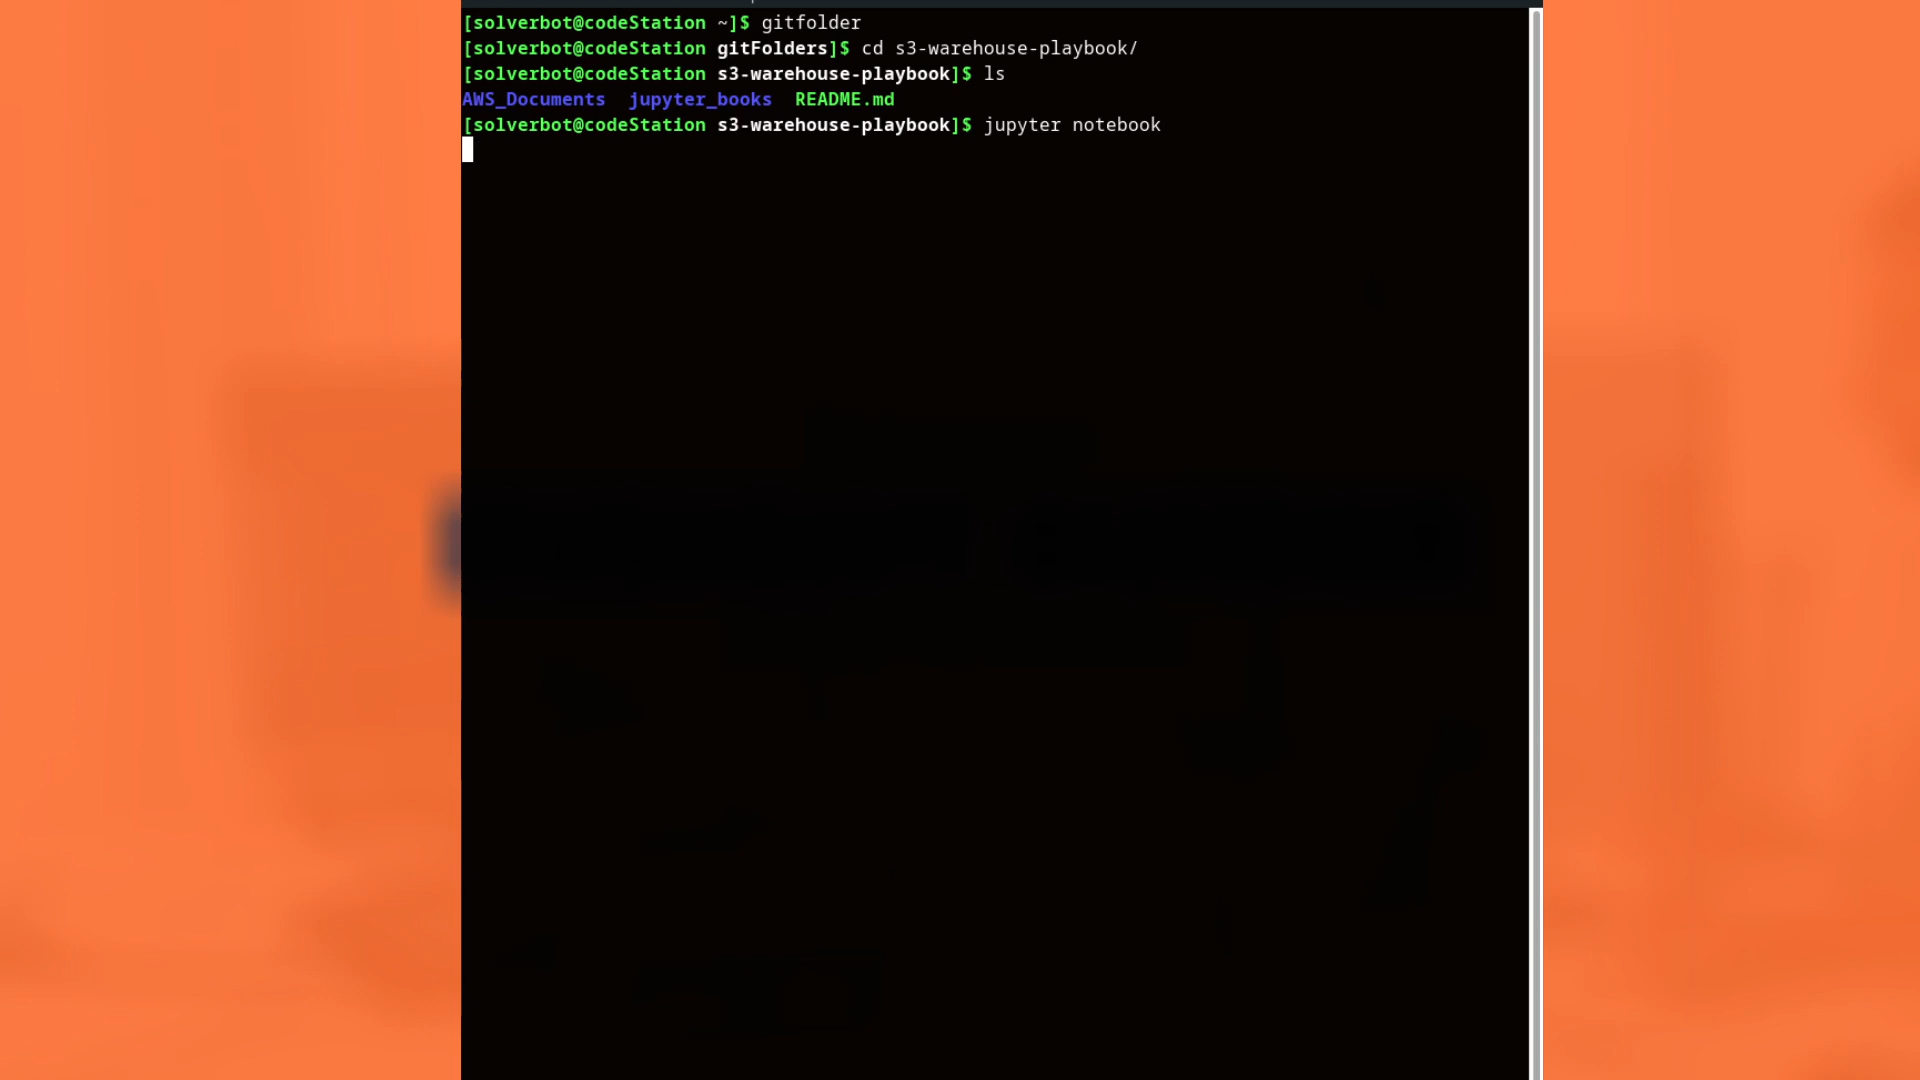 [solverbot@codeStation ~]$ gitfolder
[solverbot@codeStation gitFolders]$ cd s3-warehouse-playbook/
[solverbot@codeStation s3-warehouse-playbook]$ ls
AWS_Documents  jupyter_books  README.md
[solverbot@codeStation s3-warehouse-playbook]$ jupyter notebook